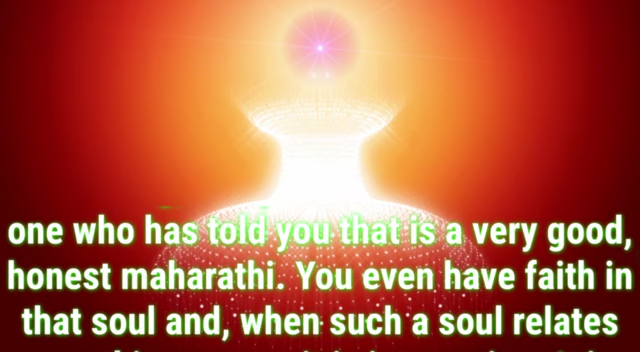 one who has told you that is a very good,
honest maharathi. You even have faith in
that soul and, when such a soul relates